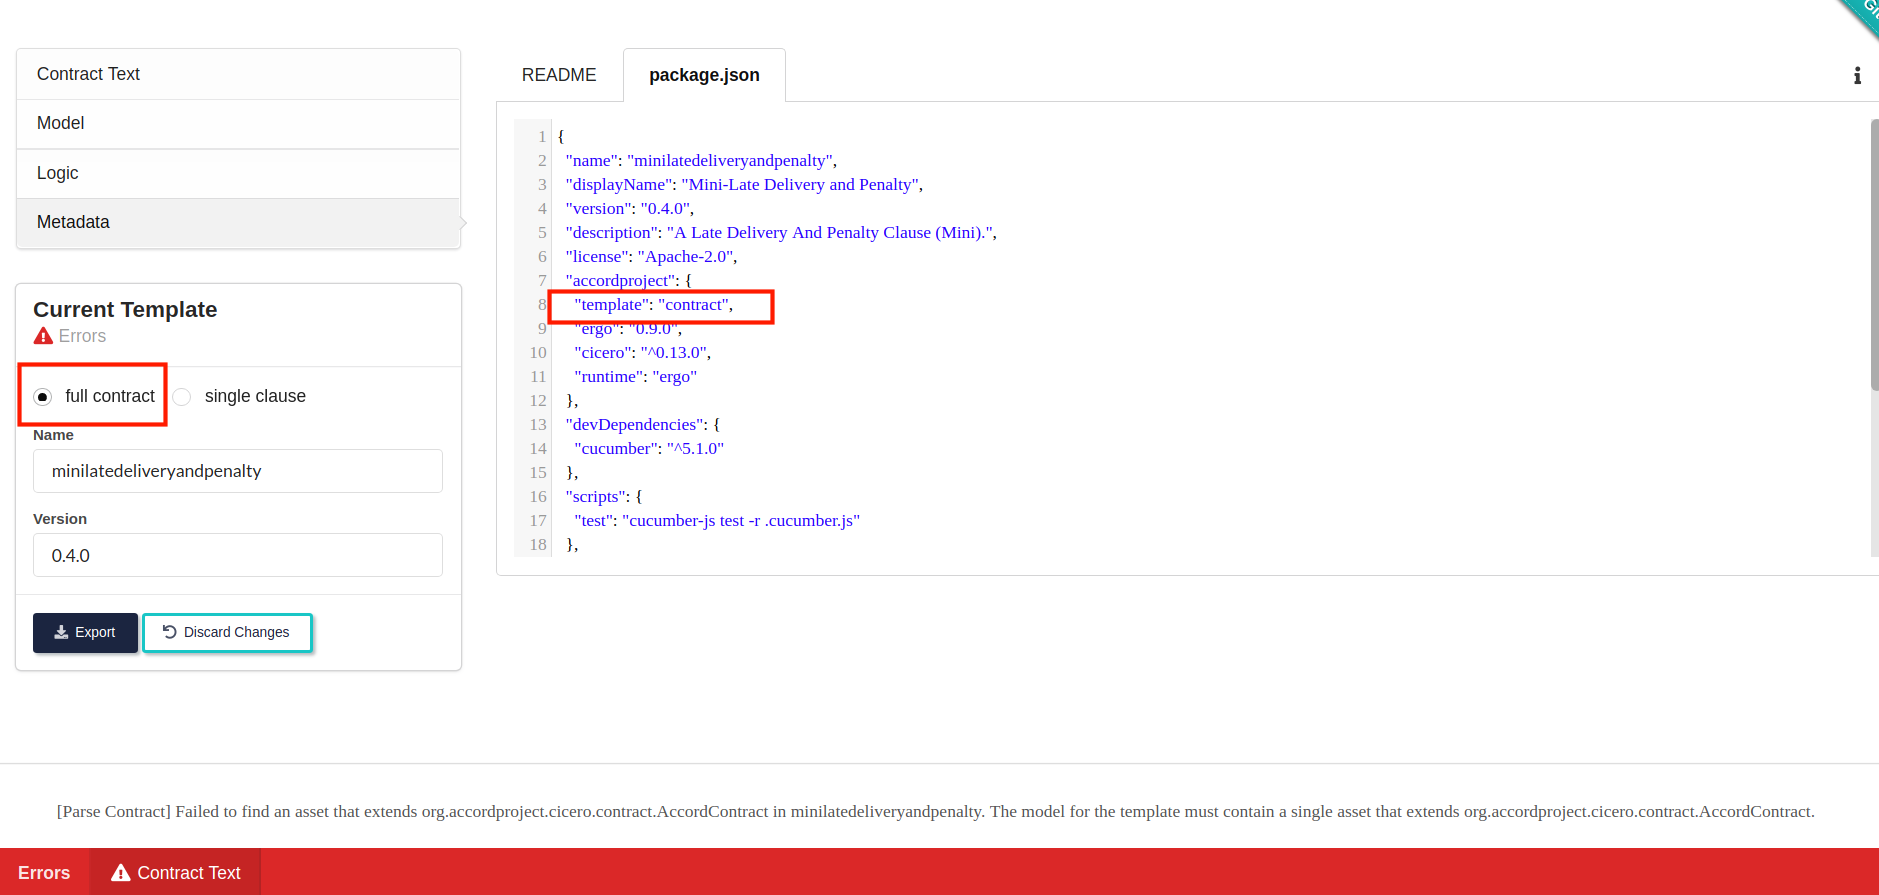 Contract Text
Model
Logic
Metadata
Current Template
Errors
full contract
single clause
Name
minilatedeliveryandpenalty
Version
0.4.0
Export
Discard Changes
README
package.json
1 {
2 "name": "minilatedeliveryandpenalty",
3 "displayName": "Mini-Late Delivery and Penalty",
4 "version": "0.4.0",
5 "description": "A Late Delivery And Penalty Clause (Mini).",
6 "license": "Apache-2.0",
7 "accordproject": {
8 "template": "contract",
9 "ergo": "0.9.0",
10 "cicero": "^0.13.0",
11 "runtime": "ergo"
12 },
13 "devDependencies": {
14 "cucumber": "^5.1.0"
15 },
16 "scripts": {
17 "test": "cucumber-js test -r .cucumber.js"
18 },
[Parse Contract] Failed to find an asset that extends org.accordproject.cicero.contract.AccordContract in minilatedeliveryandpenalty. The model for the template must contain a single asset that extends org.accordproject.cicero.contract.AccordContract.
Errors
Contract Text